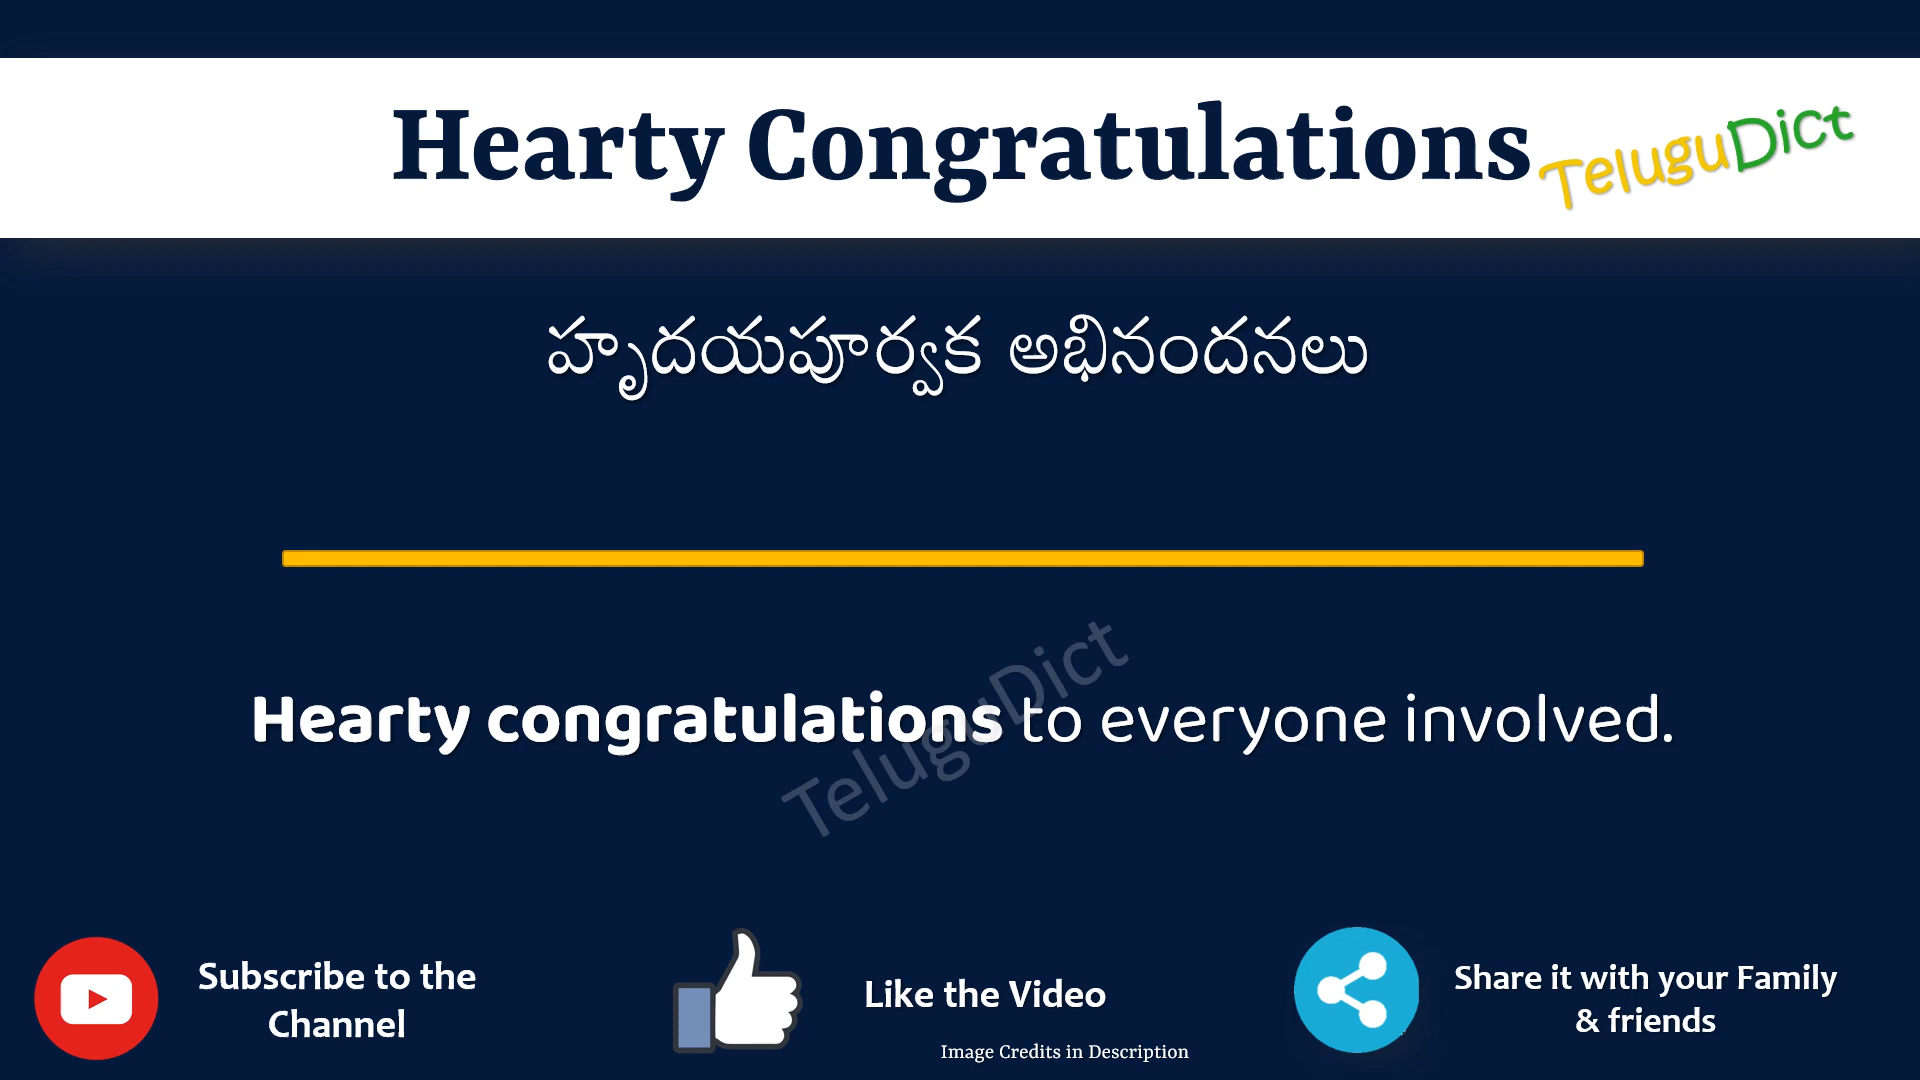 Hearty Congratulations
TeluguDict
హృదయపూర్వక అభినందనలు
TeluguDict
Hearty congratulations to everyone involved.
Subscribe to the
Channel
Like the Video
Share it with your Family
& friends
Image Credits in Description